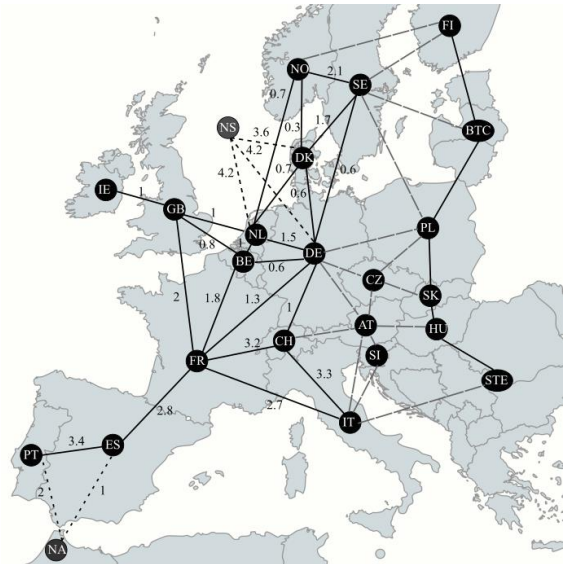 FI
NO
2.1
SE
0.7
NS
3.6
0.3
1.7
BTC
4.2
DK
4.2
0.7
0.6
0.6
IE
1
GB
1
NL
PL
0.8
1
1.5
DE
BE
0.6
CZ
SK
2
1.8
1.3
1
AT
HU
CH
SI
FR
3.2
3.3
STE
2.8
2.7
IT
3.4
ES
PT
2
1
NA